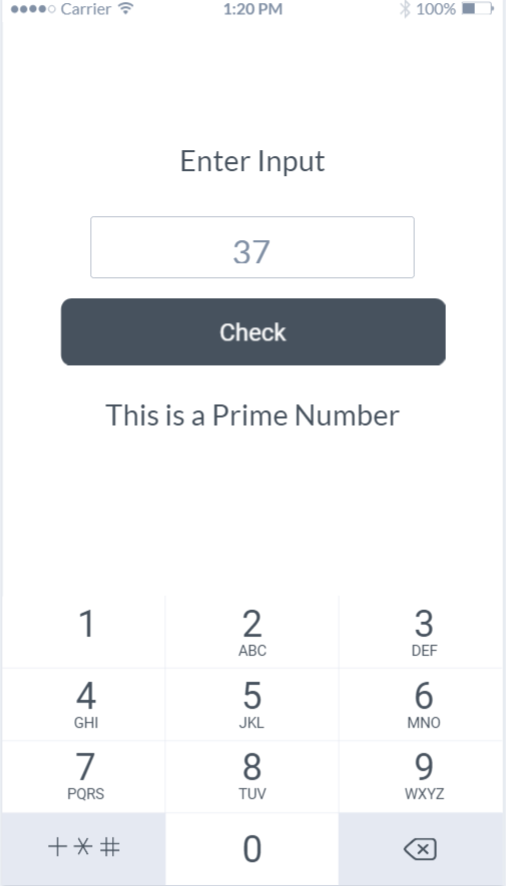 Carrier 1:20 PM 100%
Enter Input
37
Check
This is a Prime Number
1 2 3
ABC DEF
4 5 6
GHI JKL MNO
7 8 9
PQRS TUV WXYZ
+*# 0